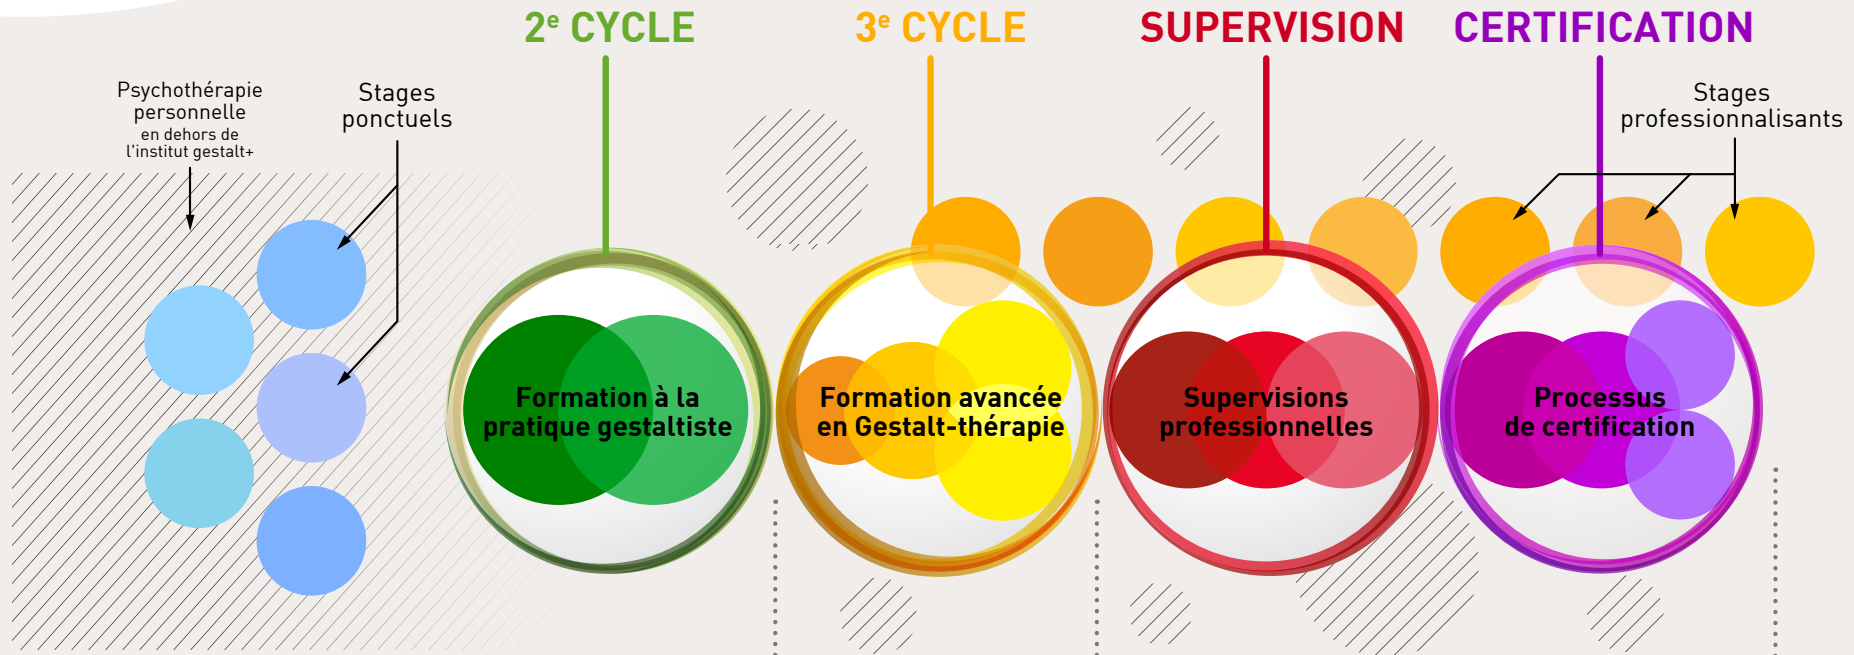 2e CYCLE
3e CYCLE
SUPERVISION
CERTIFICATION
Psychothérapie
personnelle
en dehors de
l'institut gestalt+
Stages
ponctuels
Stages
professionnalisants
Formation à la
pratique gestaltiste
Formation avancée
en Gestalt-thérapie
Supervisions
professionnelles
Processus
de certification